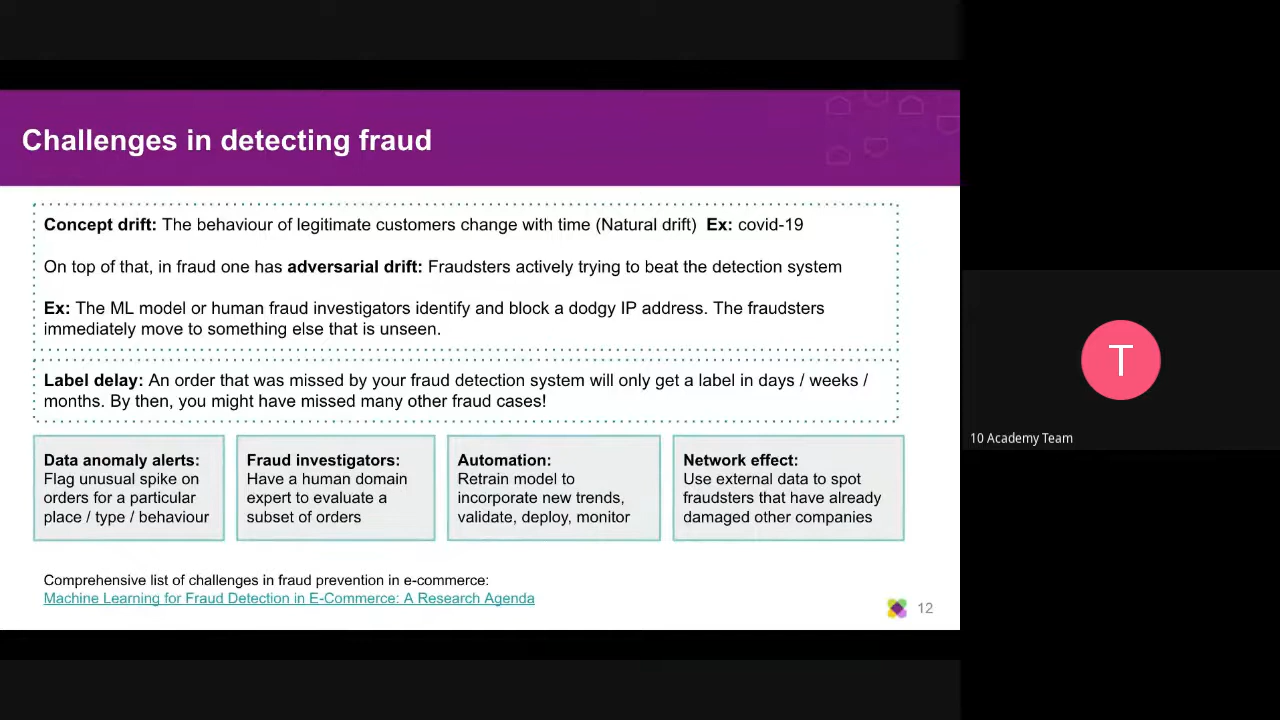 Challenges in detecting fraud
Concept drift: The behaviour of legitimate customers change with time (Natural drift)  Ex: covid-19
On top of that, in fraud one has adversarial drift: Fraudsters actively trying to beat the detection system
Ex: The ML model or human fraud investigators identify and block a dodgy IP address. The fraudsters
immediately move to something else that is unseen.
Label delay: An order that was missed by your fraud detection system will only get a label in days / weeks /
months. By then, you might have missed many other fraud cases!
Data anomaly alerts:
Flag unusual spike on
orders for a particular
place / type / behaviour
Fraud investigators:
Have a human domain
expert to evaluate a
subset of orders
Automation:
Retrain model to
incorporate new trends,
validate, deploy, monitor
Network effect:
Use external data to spot
fraudsters that have already
damaged other companies
Comprehensive list of challenges in fraud prevention in e-commerce:
Machine Learning for Fraud Detection in E-Commerce: A Research Agenda
12
T
10 Academy Team